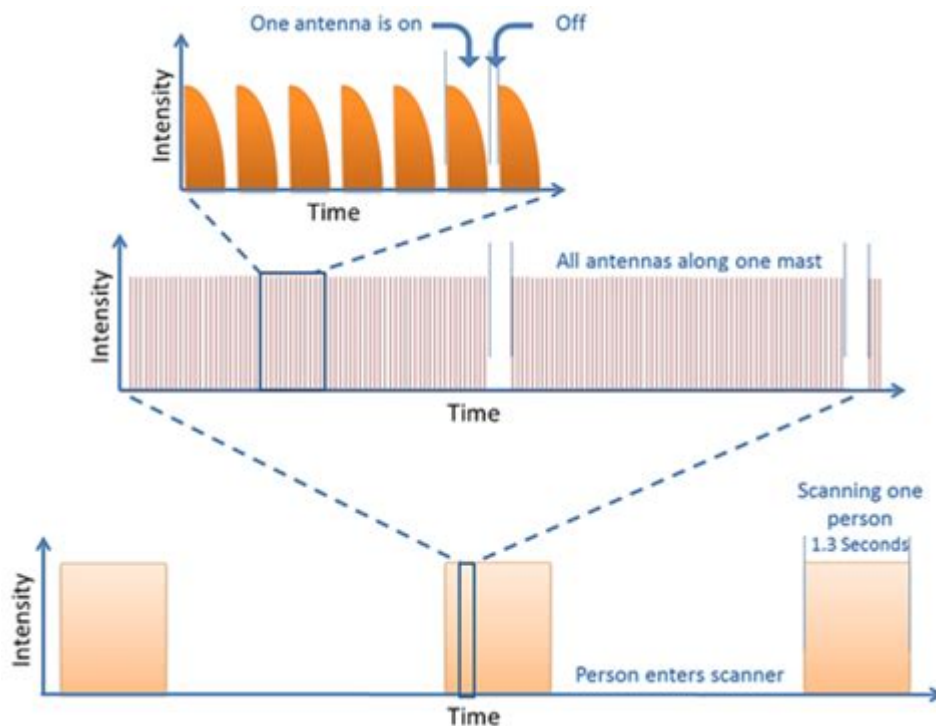 One antenna is on
Off
Intensity
Time
All antennas along one mast
Intensity
Time
Scanning one
person
1.3 Seconds
Intensity
Person enters scanner
Time